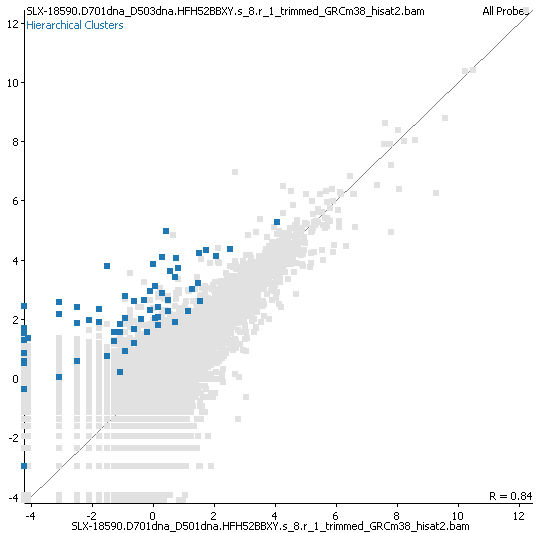 SLX-18590.D701dna_D503dna.HFH52BBXY.s_8.r_1_trimmed_GRCm38_hisat2.bam All Probes
Hierarchical Clusters
12
10
8
6
4
2
0
-2
-4
R = 0.84
-4 -2 0 2 4 6 8 10 12
SLX-18590.D701dna_D501dna.HFH52BBXY.s_8.r_1_trimmed_GRCm38_hisat2.bam